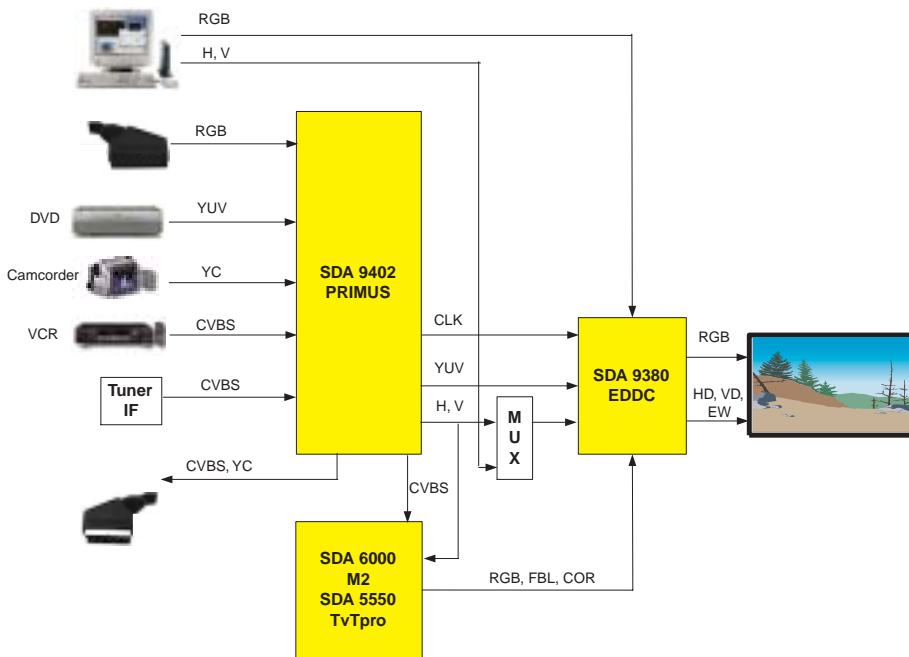 RGB
H, V
RGB
DVD
YUV
Camcorder
YC
VCR
CVBS
Tuner
IF
CVBS
SDA 9402
PRIMUS
CLK
YUV
H, V
M
U
X
SDA 9380
EDDC
RGB
HD, VD,
EW
CVBS, YC
CVBS
SDA 6000
M2
SDA 5550
TvTpro
RGB, FBL, COR